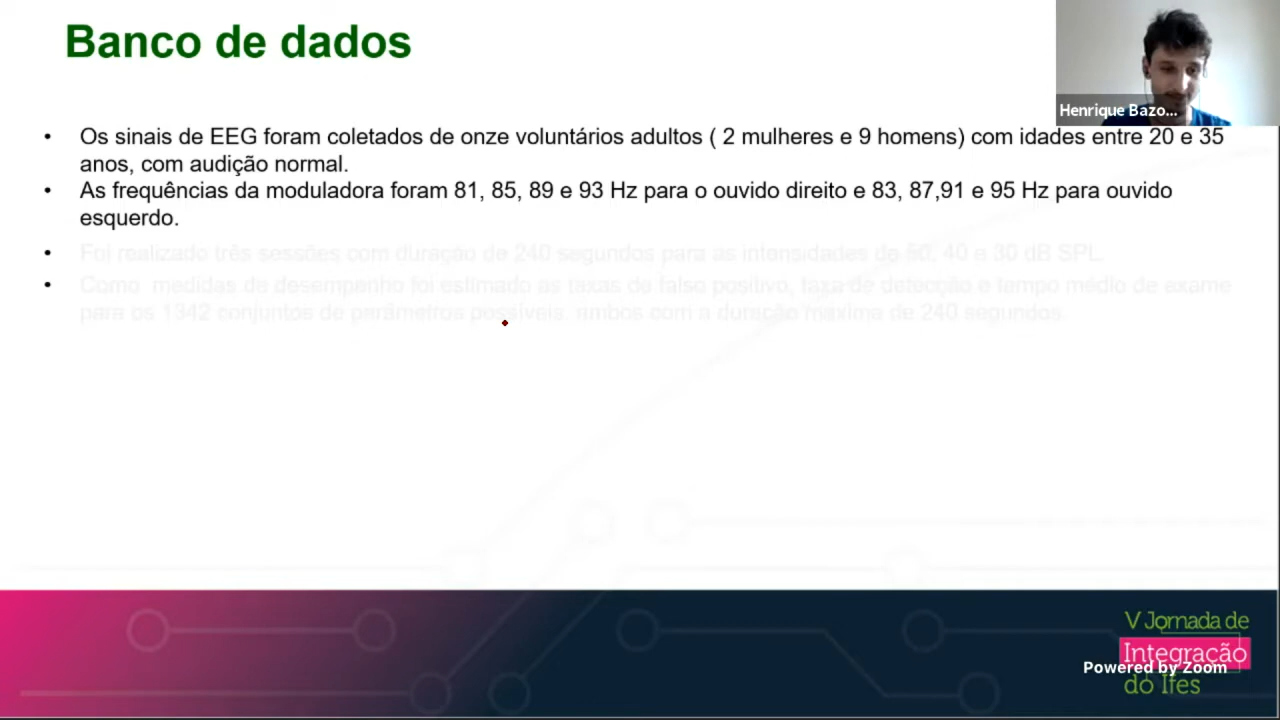 Banco de dados
Henrique Bazo...
• Os sinais de EEG foram coletados de onze voluntários adultos ( 2 mulheres e 9 homens) com idades entre 20 e 35
anos, com audição normal.
• As frequências da moduladora foram 81, 85, 89 e 93 Hz para o ouvido direito e 83, 87,91 e 95 Hz para ouvido
esquerdo.
• Foi realizado três sessões com duração de 240 segundos para as intensidades de 50, 40 e 30 dB SPL.
• Como medidas de desempenho foi estimado as taxas de falso positivo, taxa de detecção e tempo médio de exame
para os 1342 conjuntos de parâmetros possíveis, ambos com a duração máxima de 240 segundos.
V Jornada de
Integração
Powered by Zoom
do Ifes